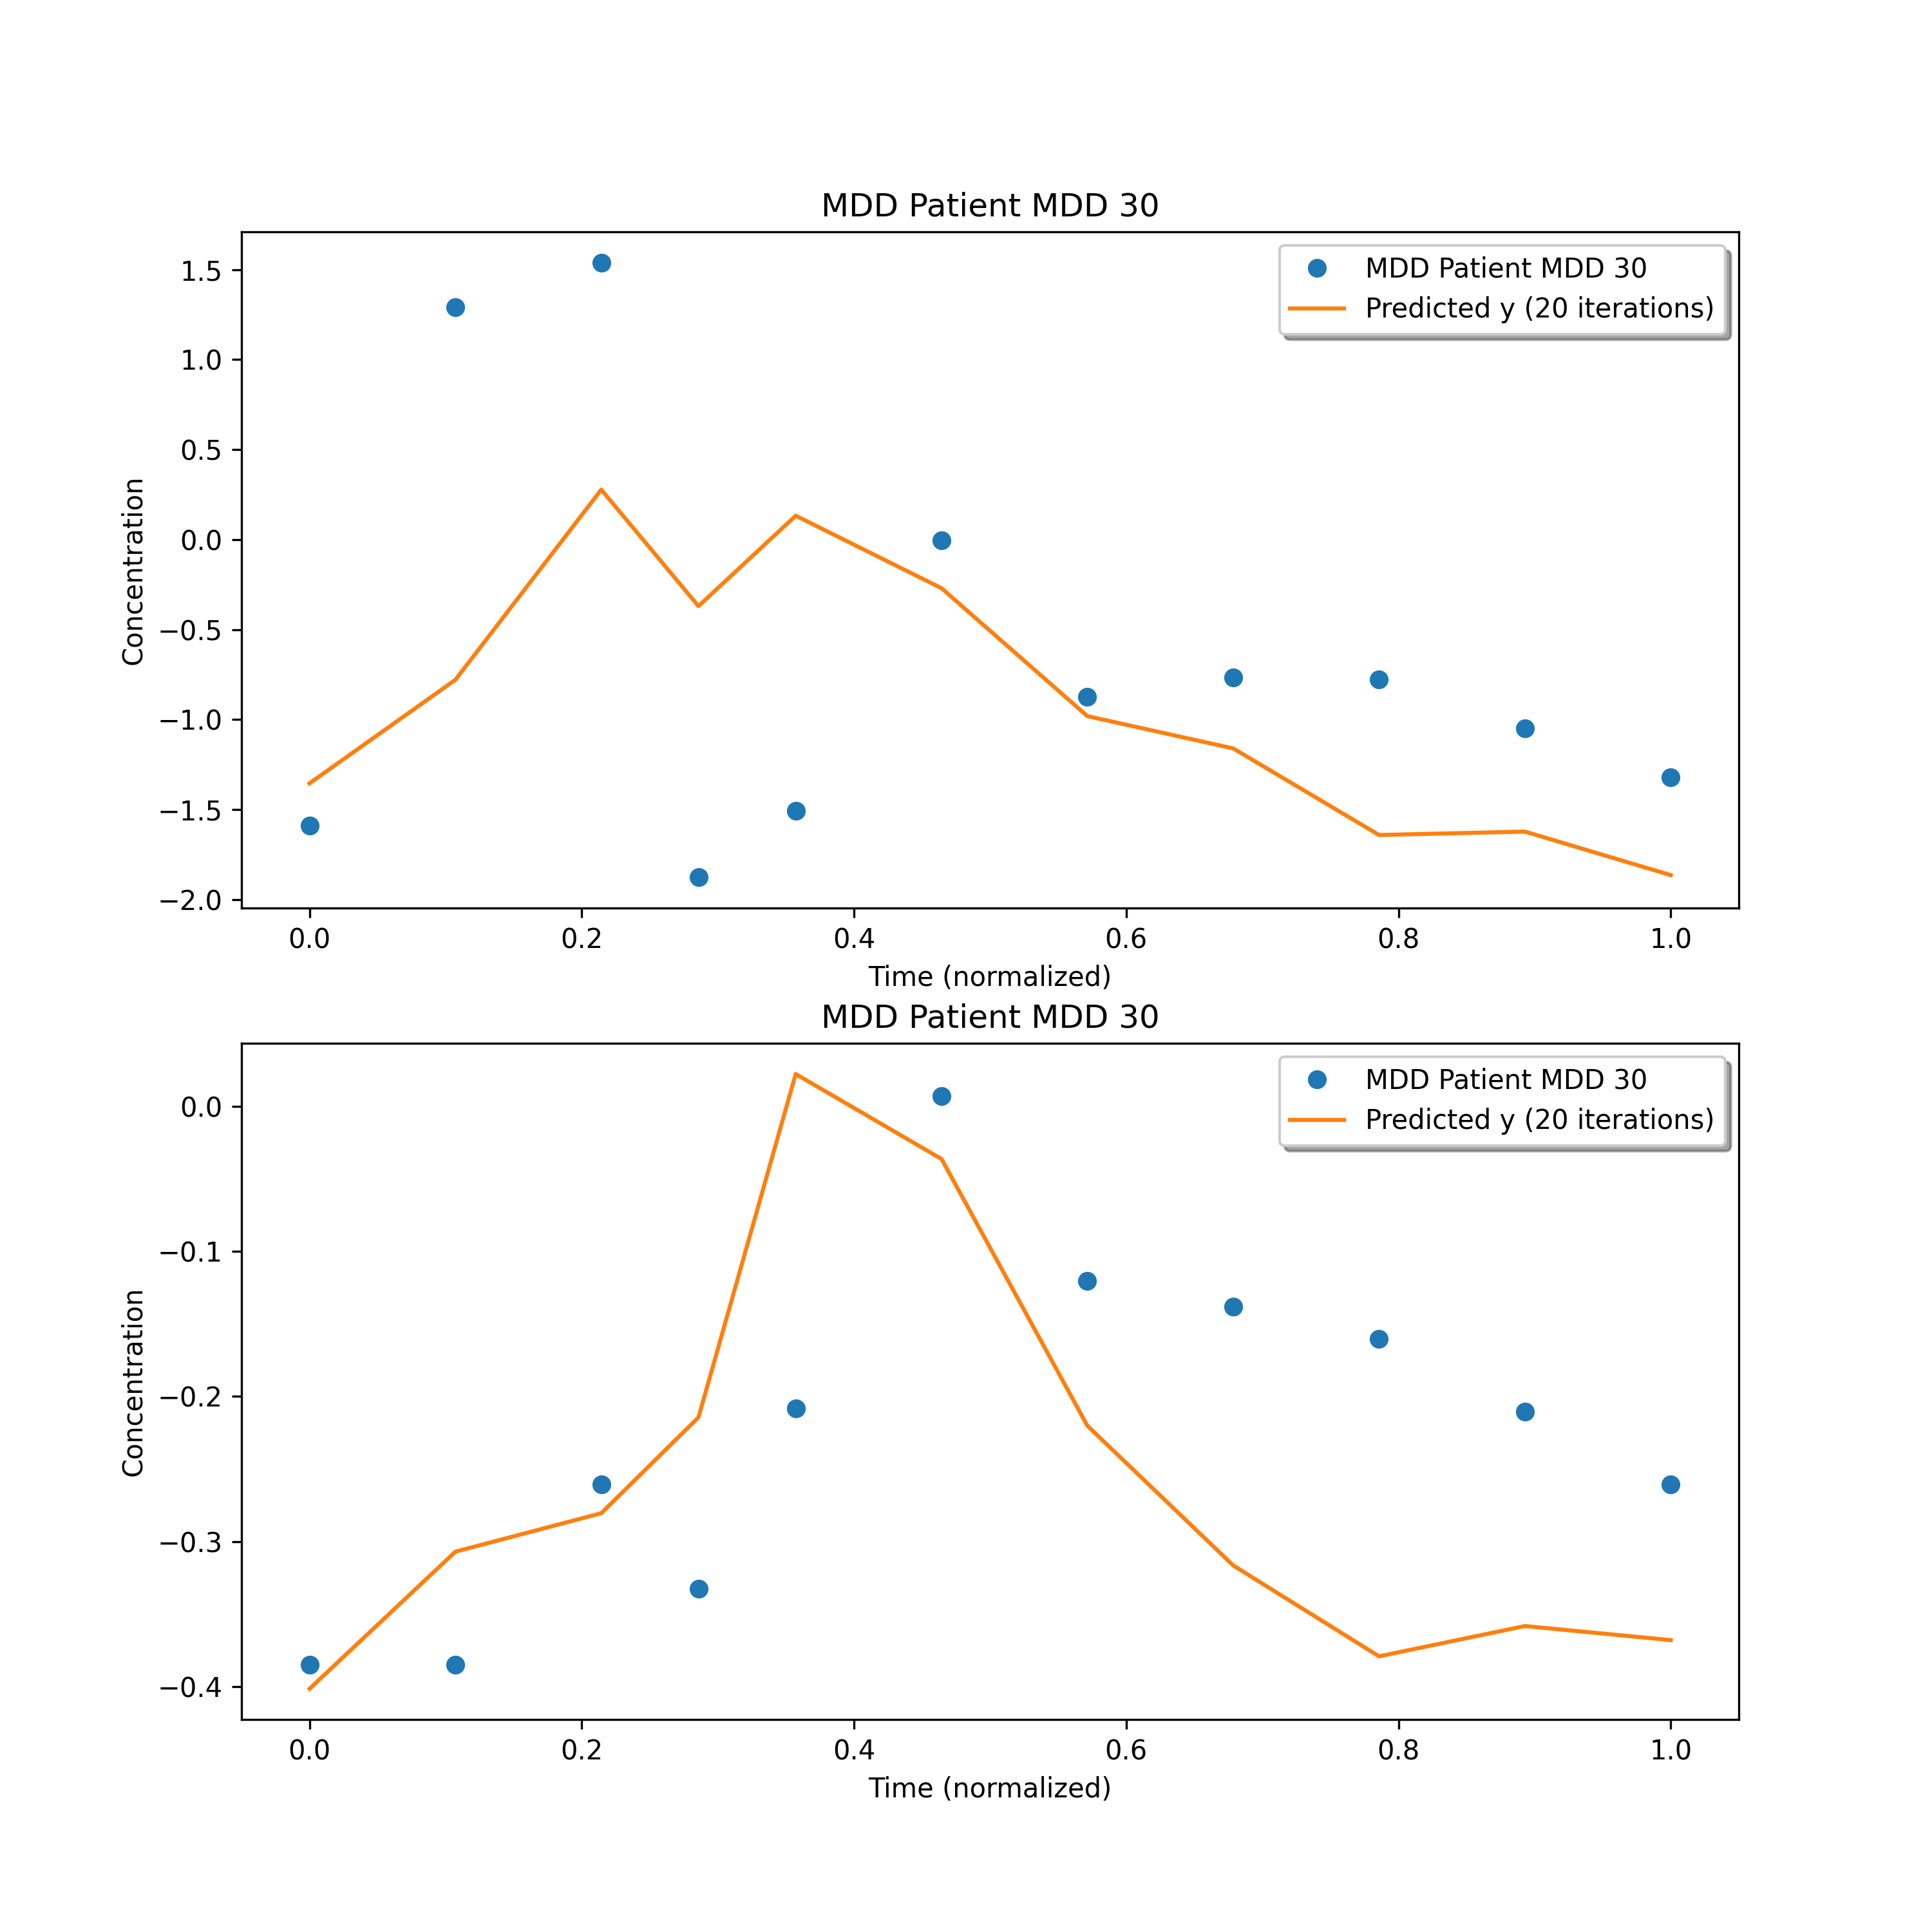 MDD Patient MDD 30
MDD Patient MDD 30
Predicted y (20 iterations)
1.5
1.0
0.5
0.0
−0.5
−1.0
−1.5
−2.0
Concentration
0.0 0.2 0.4 0.6 0.8 1.0
Time (normalized)
MDD Patient MDD 30
MDD Patient MDD 30
Predicted y (20 iterations)
0.0
−0.1
−0.2
−0.3
−0.4
Concentration
0.0 0.2 0.4 0.6 0.8 1.0
Time (normalized)